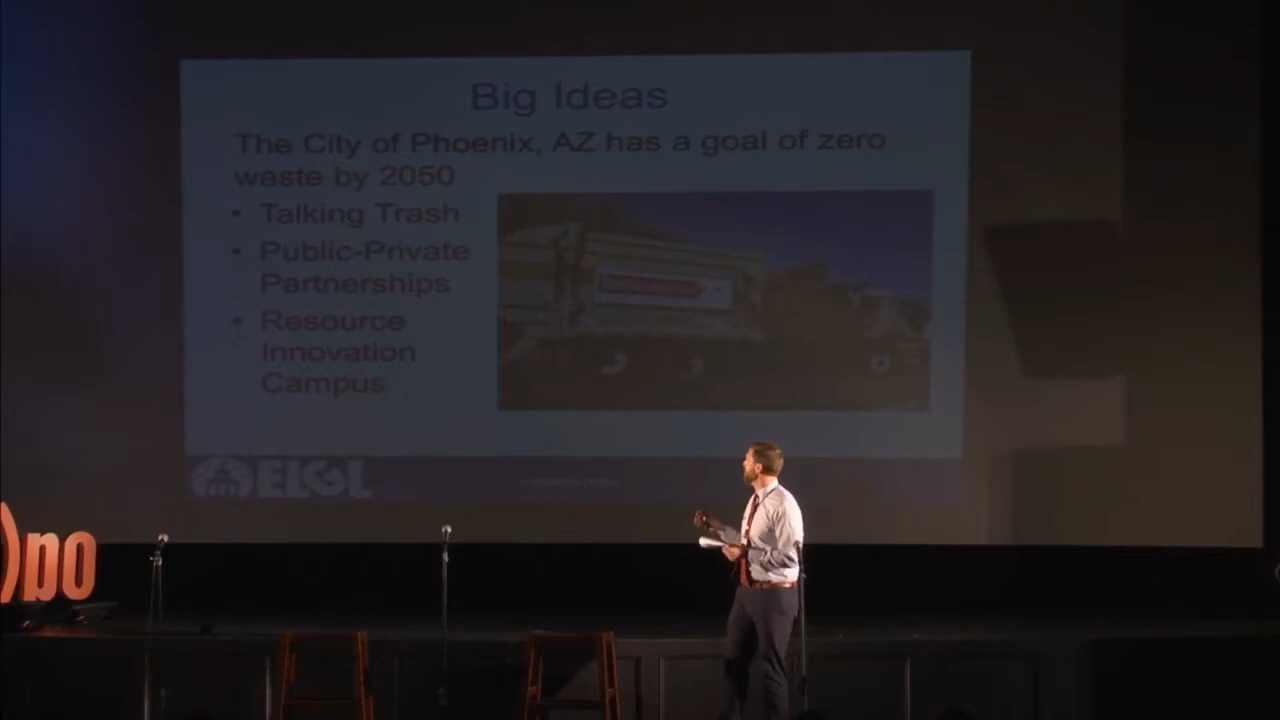 Big Ideas
The City of Phoenix, AZ has a goal of zero
waste by 2050
• Talking Trash
• Public-Private
Partnerships
• Resource
Innovation
Campus
ELGL